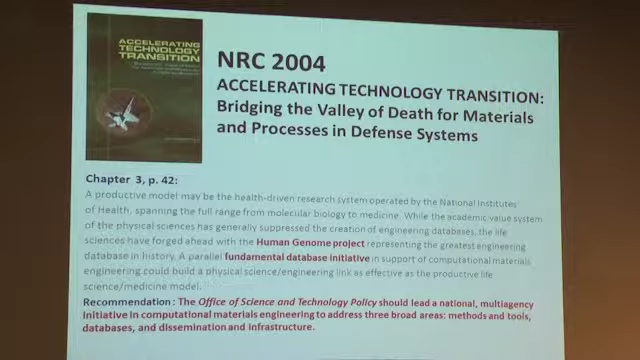 ACCELERATING
TECHNOLOGY
TRANSITION
NRC 2004
ACCELERATING TECHNOLOGY TRANSITION:
Bridging the Valley of Death for Materials
and Processes in Defense Systems
Chapter 3, p. 42:
A productive model may be the health-driven research system operated by the National Institutes
of Health, spanning the full range from molecular biology to medicine. While the academic value system
of the physical sciences has generally suppressed the creation of engineering databases, the life
sciences have forged ahead with the Human Genome project representing the greatest engineering
database in history. A parallel fundamental database initiative in support of computational materials
engineering could build a physical science/engineering link as effective as the productive life
science/medicine model.
Recommendation: The Office of Science and Technology Policy should lead a national, multiagency
initiative in computational materials engineering to address three broad areas: methods and tools,
databases, and dissemination and infrastructure.